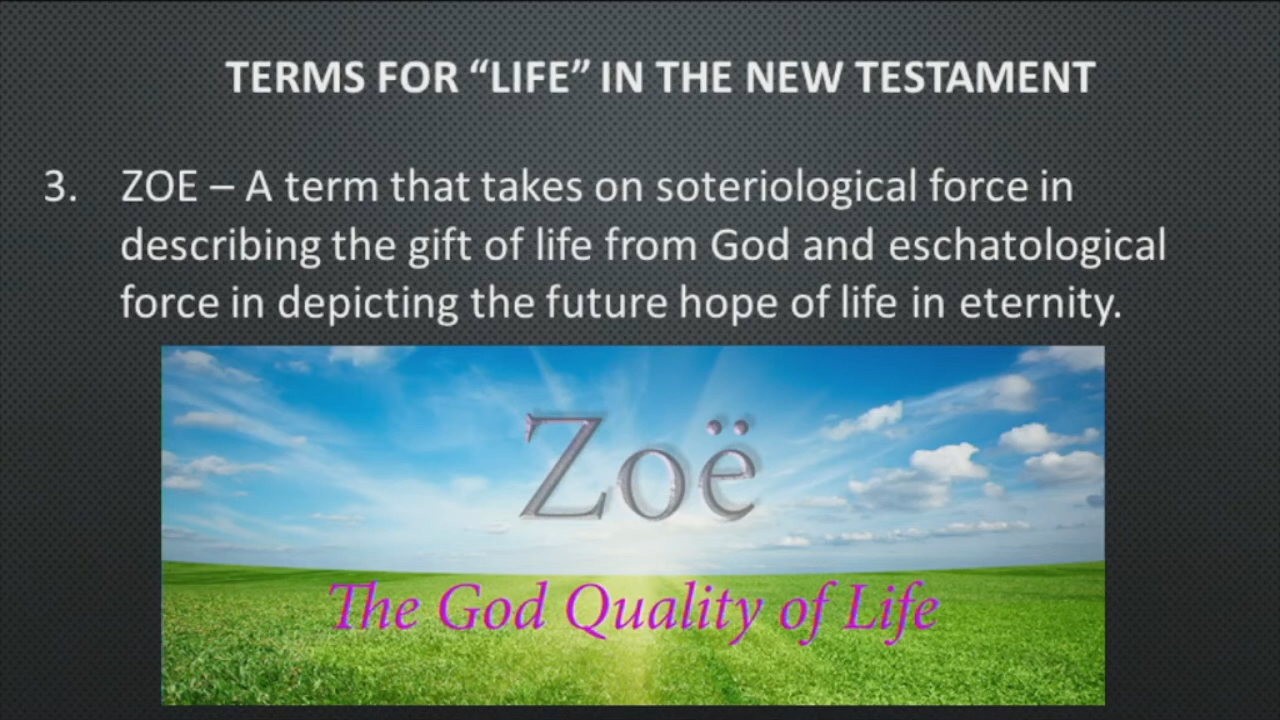 TERMS FOR “LIFE” IN THE NEW TESTAMENT
3. ZOE – A term that takes on soteriological force in
describing the gift of life from God and eschatological
force in depicting the future hope of life in eternity.
Zoë
The God Quality of Life